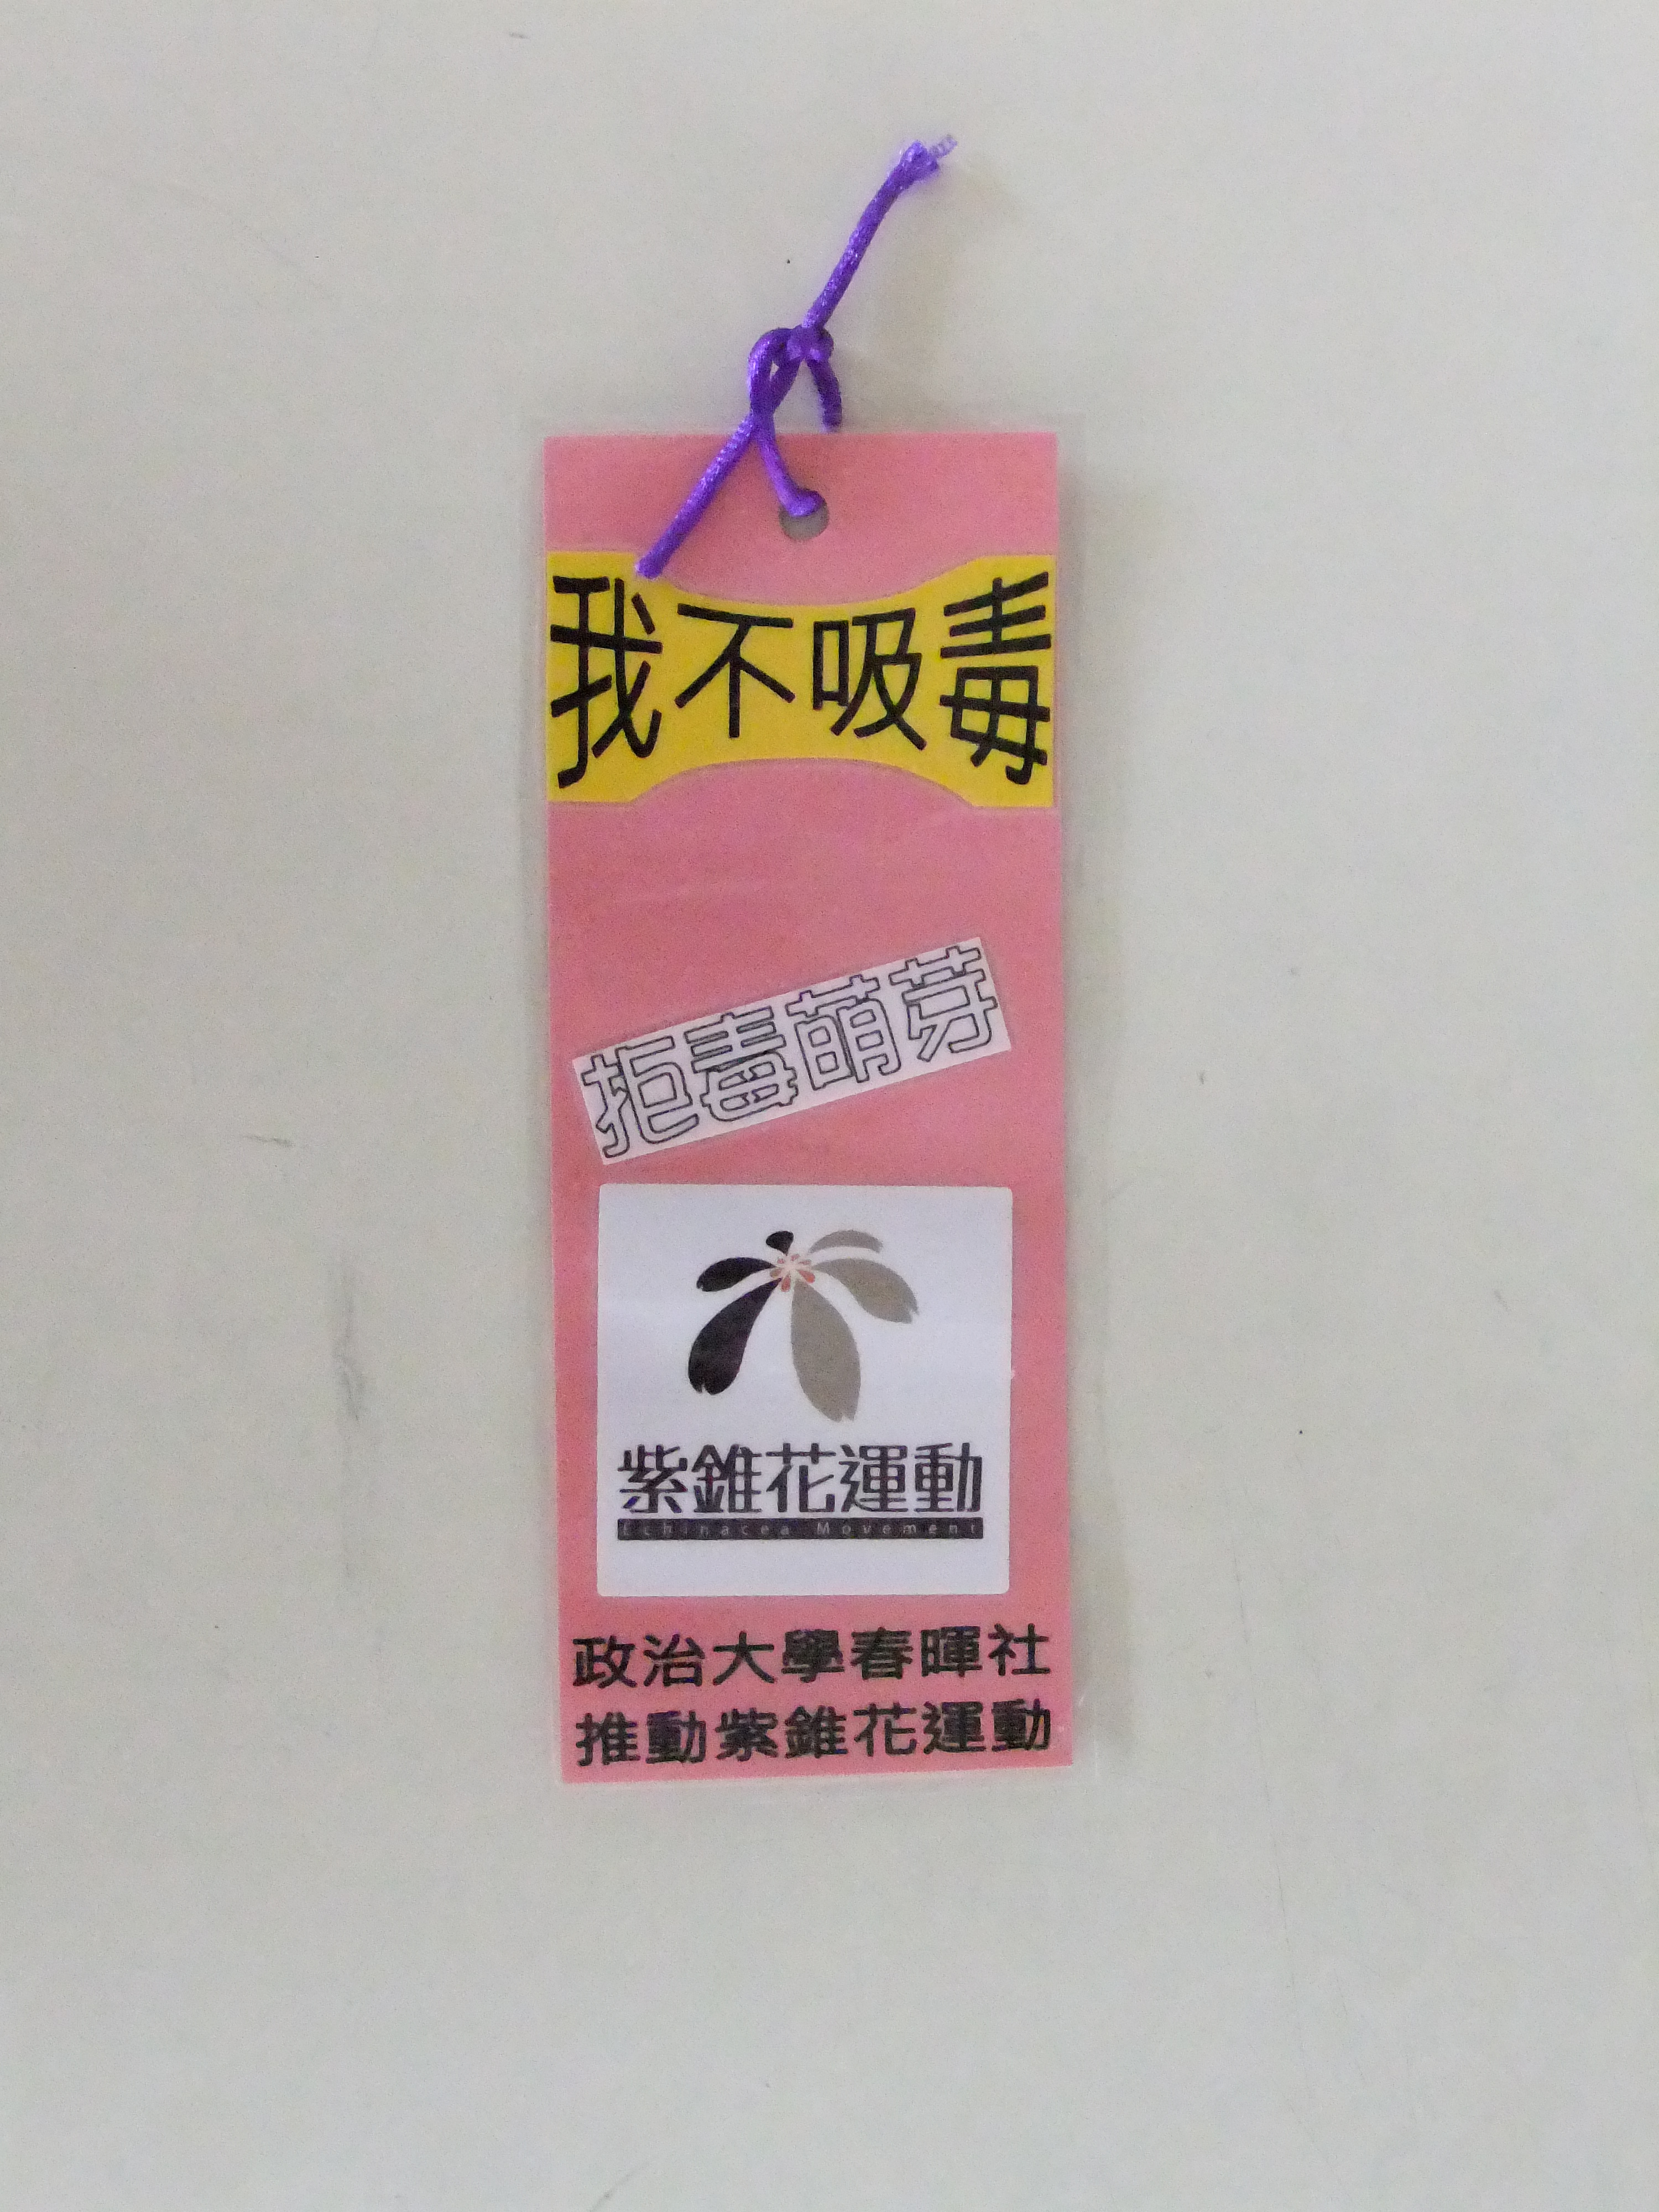 我不吸毒
拒毒萌芽
紫錐花運動
Echinacea Movement
政治大學春暉社
推動紫錐花運動